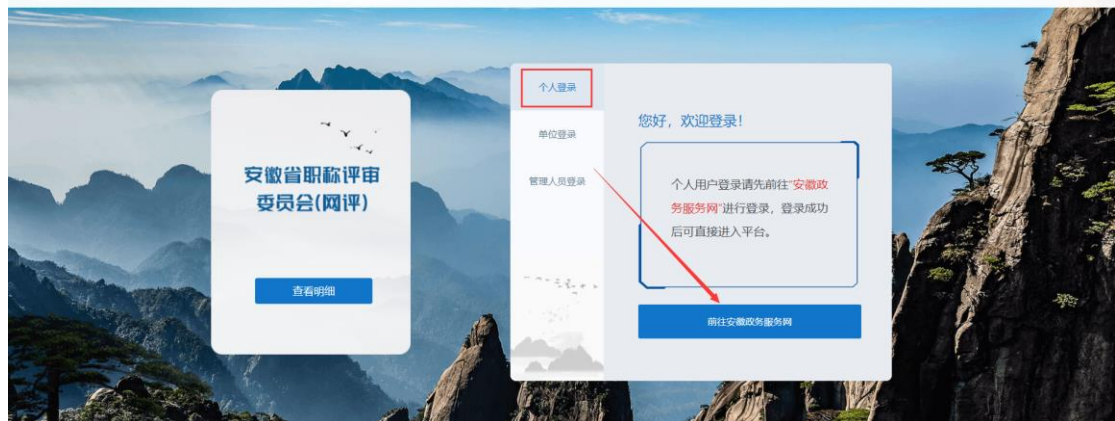 安徽省职称评审
委员会(网评)
查看明细
个人登录
单位登录
管理人员登录
您好，欢迎登录！
个人用户登录请先前往“安徽政
务服务网”进行登录，登录成功
后可直接进入平台。
前往安徽政务服务网